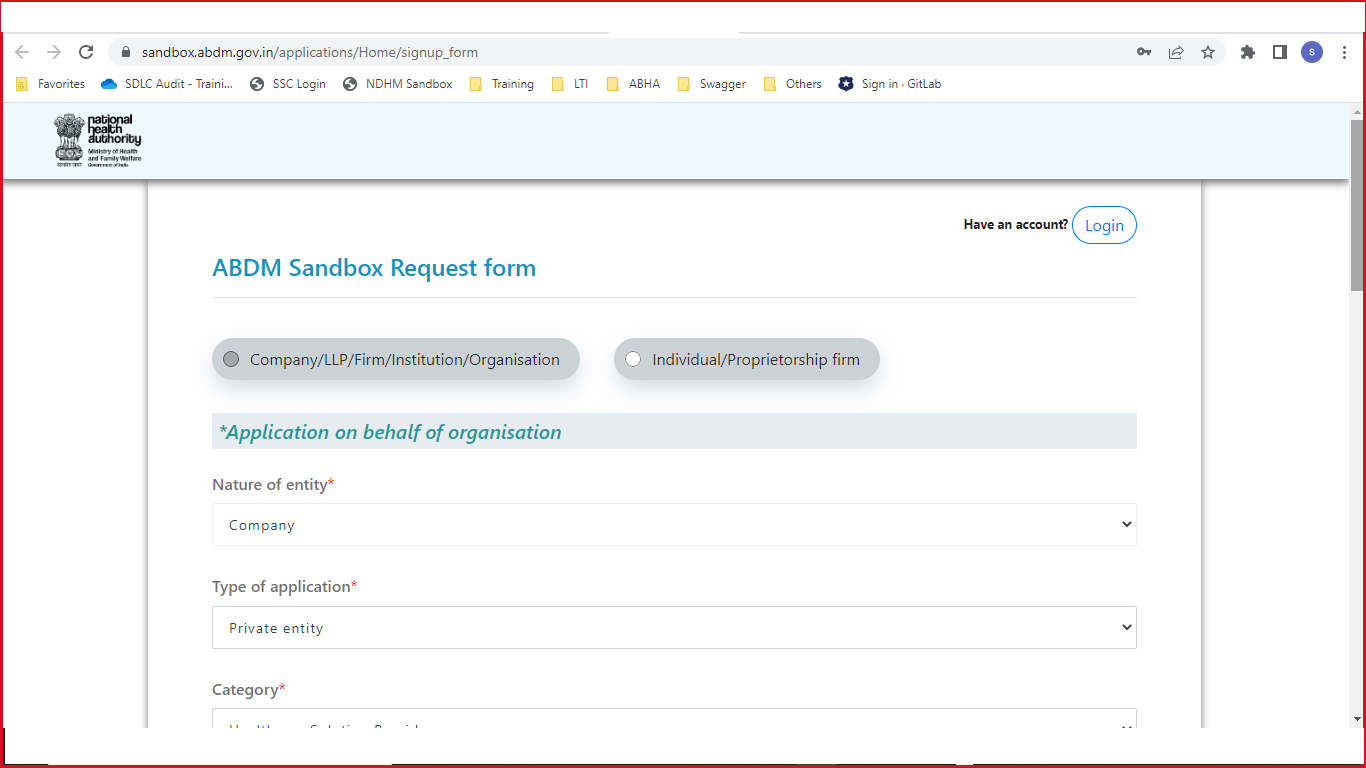 sandbox.abdm.gov.in/applications/Home/signup_form
S
Favorites SDLC Audit - Traini... SSC Login NDHM Sandbox Training LTI ABHA Swagger Others Sign in · GitLab
national
health
authority
Ministry of Health
and Family Welfare
Government of India
सत्यमेव जयते
Have an account? Login
ABDM Sandbox Request form
Company/LLP/Firm/Institution/Organisation Individual/Proprietorship firm
*Application on behalf of organisation
Nature of entity*
Company
Type of application*
Private entity
Category*